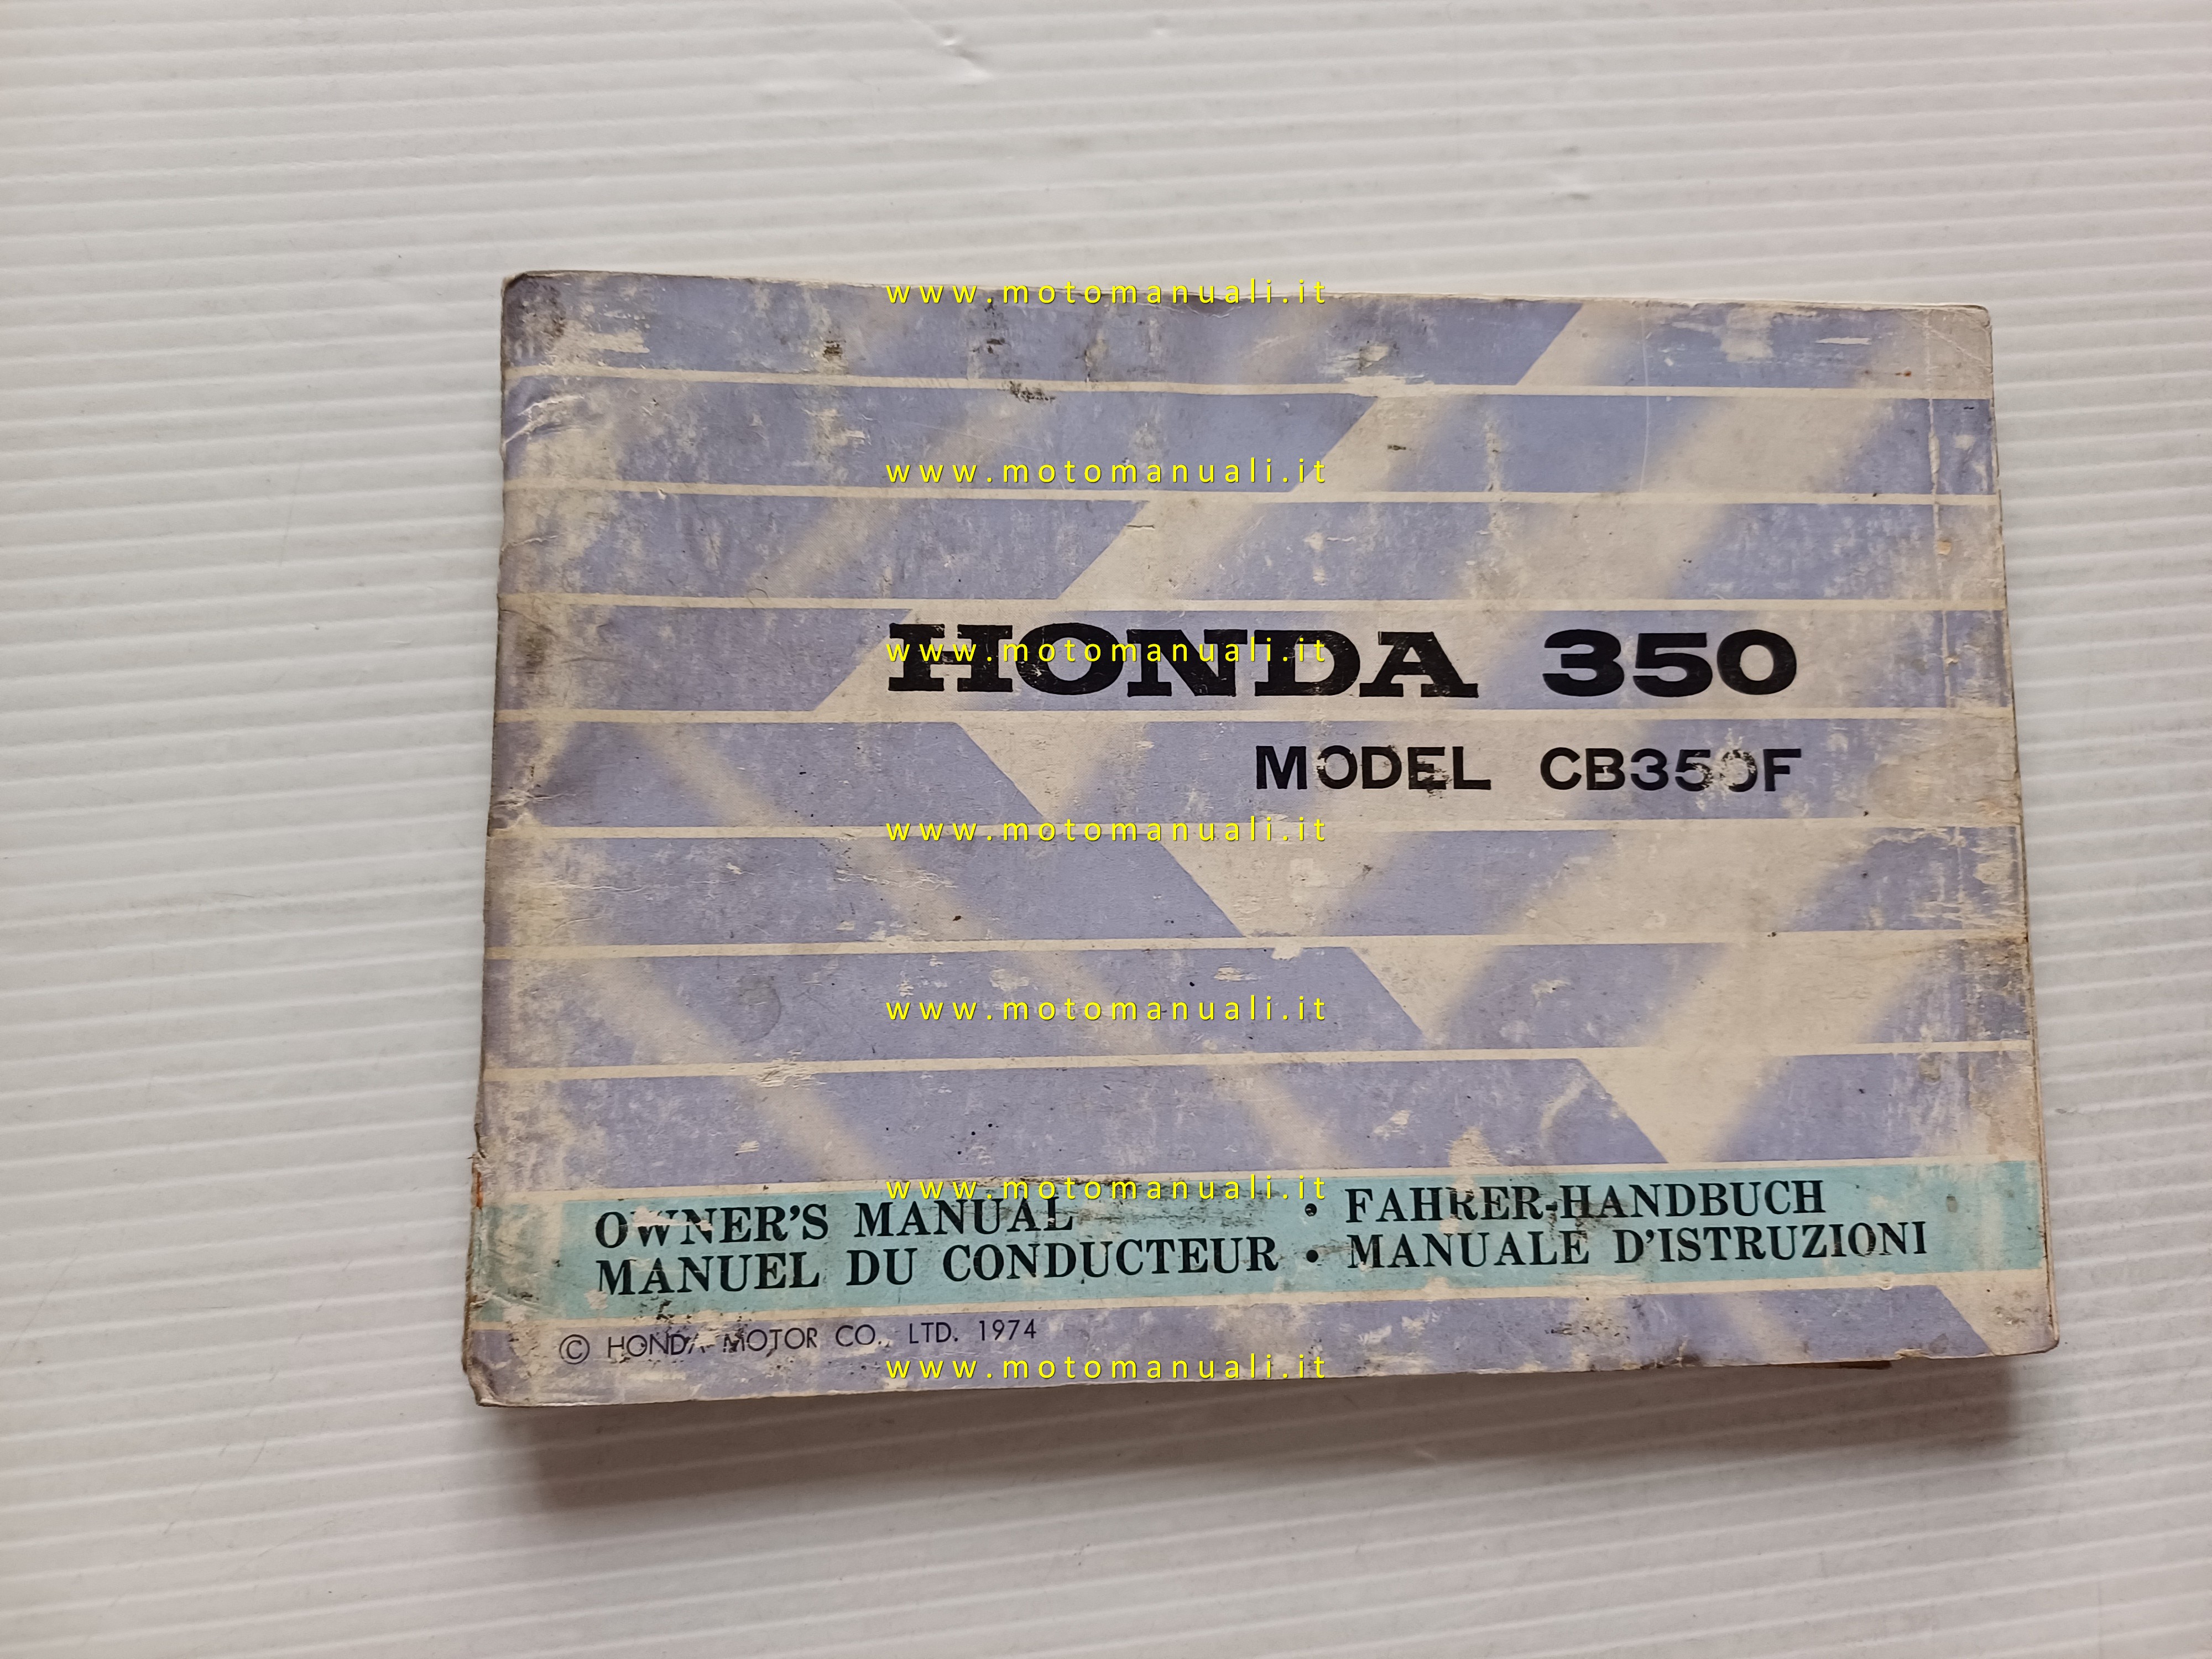 www.motomanuali.it
www.motomanuali.it
HONDA 350
www.motomanuali.it
MODEL CB350F
www.motomanuali.it
www.motomanuali.it
www.motomanuali.it
OWNER'S MANUAL • FAHRER-HANDBUCH
MANUEL DU CONDUCTEUR • MANUALE D'ISTRUZIONI
© HONDA MOTOR CO., LTD. 1974
www.motomanuali.it